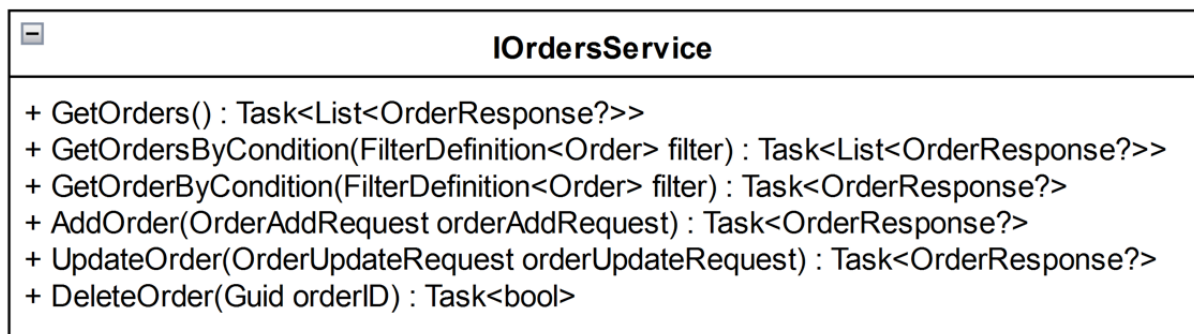 IOrdersService
+ GetOrders() : Task<List<OrderResponse?>>
+ GetOrdersByCondition(FilterDefinition<Order> filter) : Task<List<OrderResponse?>>
+ GetOrderByCondition(FilterDefinition<Order> filter) : Task<OrderResponse?>
+ AddOrder(OrderAddRequest orderAddRequest) : Task<OrderResponse?>
+ UpdateOrder(OrderUpdateRequest orderUpdateRequest) : Task<OrderResponse?>
+ DeleteOrder(Guid orderID) : Task<bool>